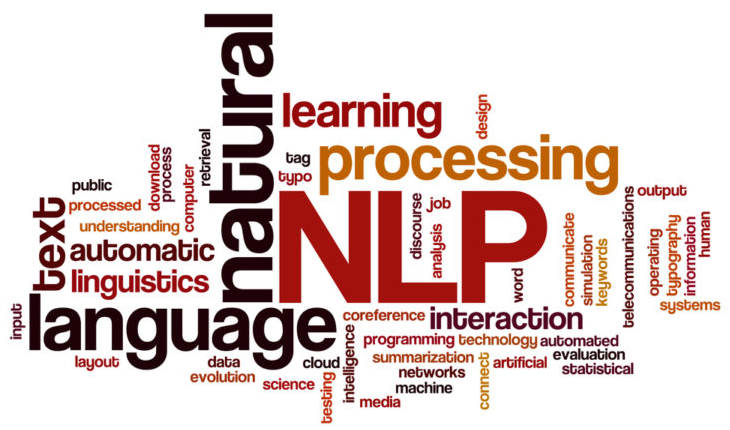 natural
learning
design
processing
tag
typo
retrieval
download
process
computer
public
processed
understanding
text
automatic
linguistics
NLP
discourse
analysis
job
word
communicate
simulation
keywords
telecommunications
output
operating
typography
information
human
systems
input
language
coreference
interaction
layout
data
evolution
cloud
science
testing
intelligence
programming
technology
automated
summarization
evaluation
networks
connect
artificial
statistical
machine
media